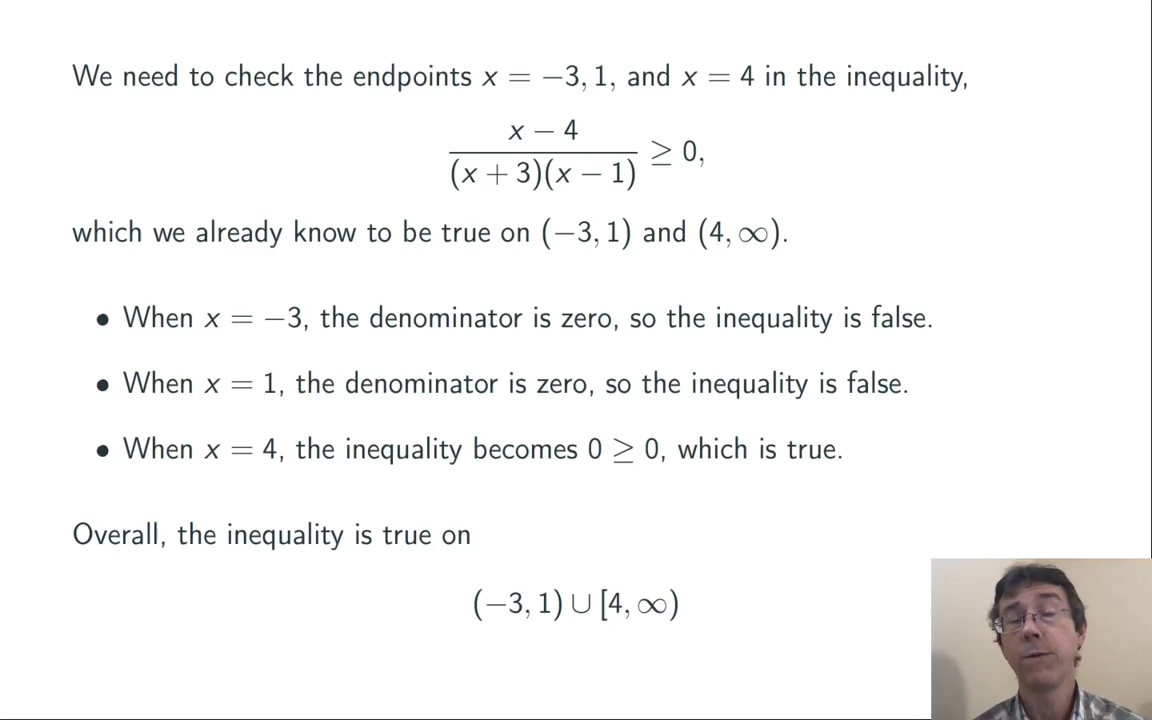 We need to check the endpoints x = −3, 1, and x = 4 in the inequality,
x − 4
(x + 3)(x − 1)
≥ 0,
which we already know to be true on (−3, 1) and (4, ∞).
• When x = −3, the denominator is zero, so the inequality is false.
• When x = 1, the denominator is zero, so the inequality is false.
• When x = 4, the inequality becomes 0 ≥ 0, which is true.
Overall, the inequality is true on
(−3, 1) ∪ [4, ∞)